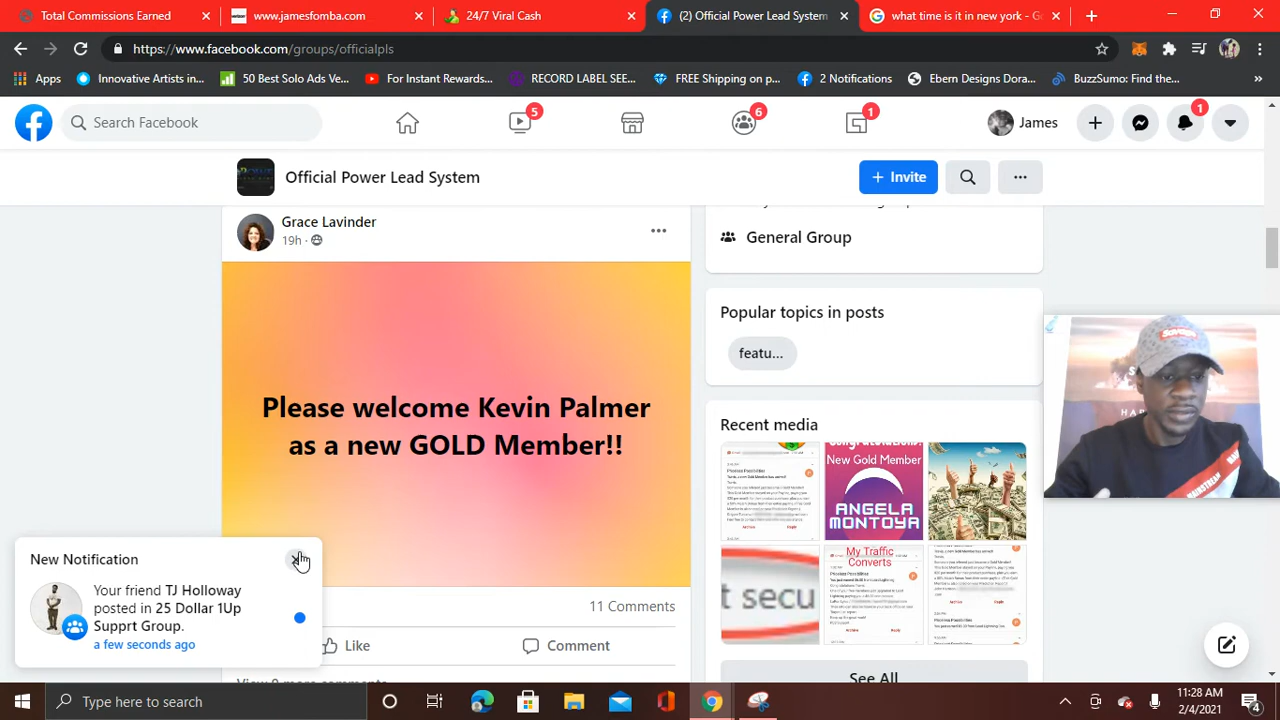 Total Commissions Earned
www.jamesfomba.com
24/7 Viral Cash
(2) Official Power Lead System
what time is it in new york - Go
https://www.facebook.com/groups/officialpls
Apps
Innovative Artists in...
50 Best Solo Ads Ve...
For Instant Rewards...
RECORD LABEL SEE...
FREE Shipping on p...
2 Notifications
Ebern Designs Dora...
BuzzSumo: Find the...
Search Facebook
5
6
1
James
1
Official Power Lead System
+ Invite
Grace Lavinder
19h ·
Please welcome Kevin Palmer
as a new GOLD Member!!
11 Comments
Like
Comment
General Group
Popular topics in posts
featu...
Recent media
New Gold Member
ANGELA
MONTOYA
My Traffic
Converts
t secu
See All
New Notification
Your friend TJ Holloway
posted in 25 Dollar 1Up
Supprt Group.
a few seconds ago
Type here to search
11:28 AM
2/4/2021
4